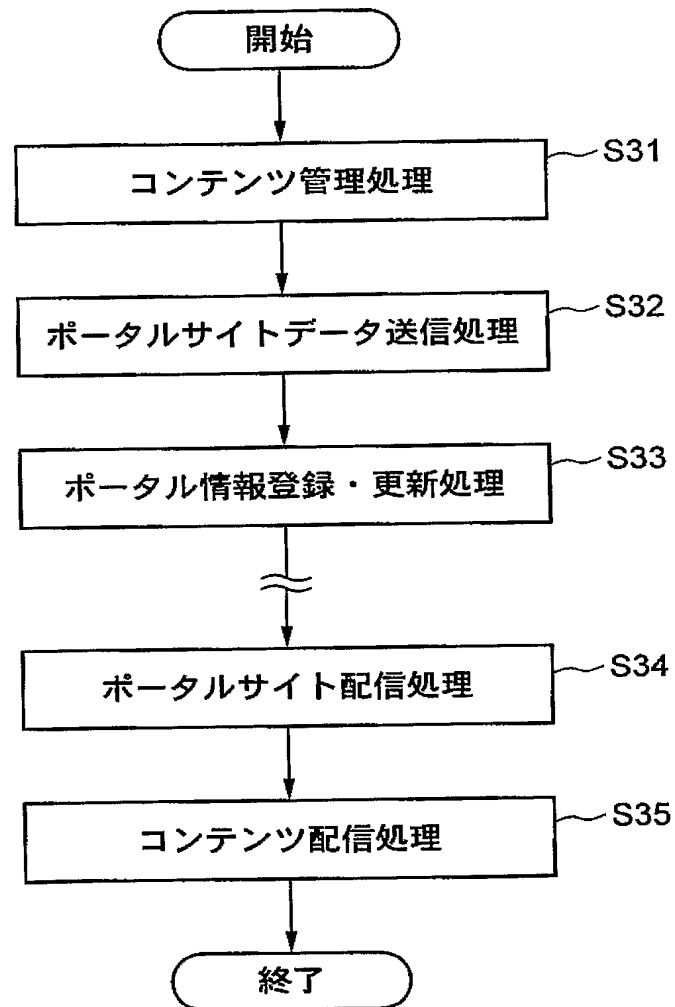 開始
コンテンツ管理処理
S31
ポータルサイトデータ送信処理
S32
ポータル情報登録・更新処理
S33
ポータルサイト配信処理
S34
コンテンツ配信処理
S35
終了